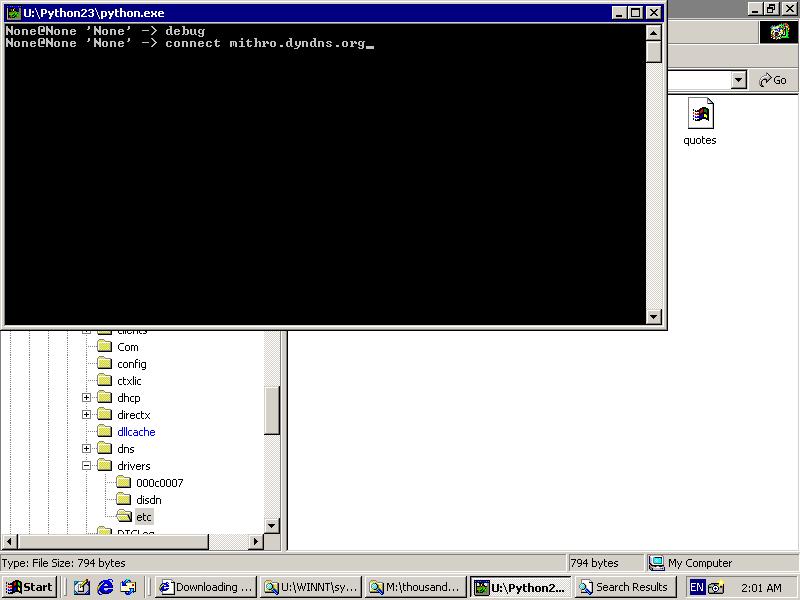 U:\Python23\python.exe
None@None 'None' -> debug
None@None 'None' -> connect mithro.dyndns.org_
Go
quotes
clients
Com
config
ctxlic
dhcp
directx
dllcache
dns
drivers
000c0007
disdn
etc
DTCLog
Type: File Size: 794 bytes
794 bytes
My Computer
Start
Downloading ...
U:\WINNT\sy...
M:\thousand...
U:\Python2...
Search Results
EN
2:01 AM